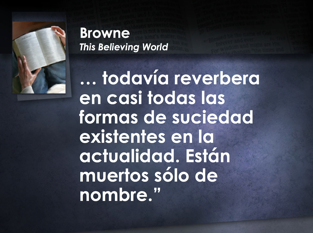 Browne
This Believing World
… todavía reverbera
en casi todas las
formas de suciedad
existentes en la
actualidad. Están
muertos sólo de
nombre.”